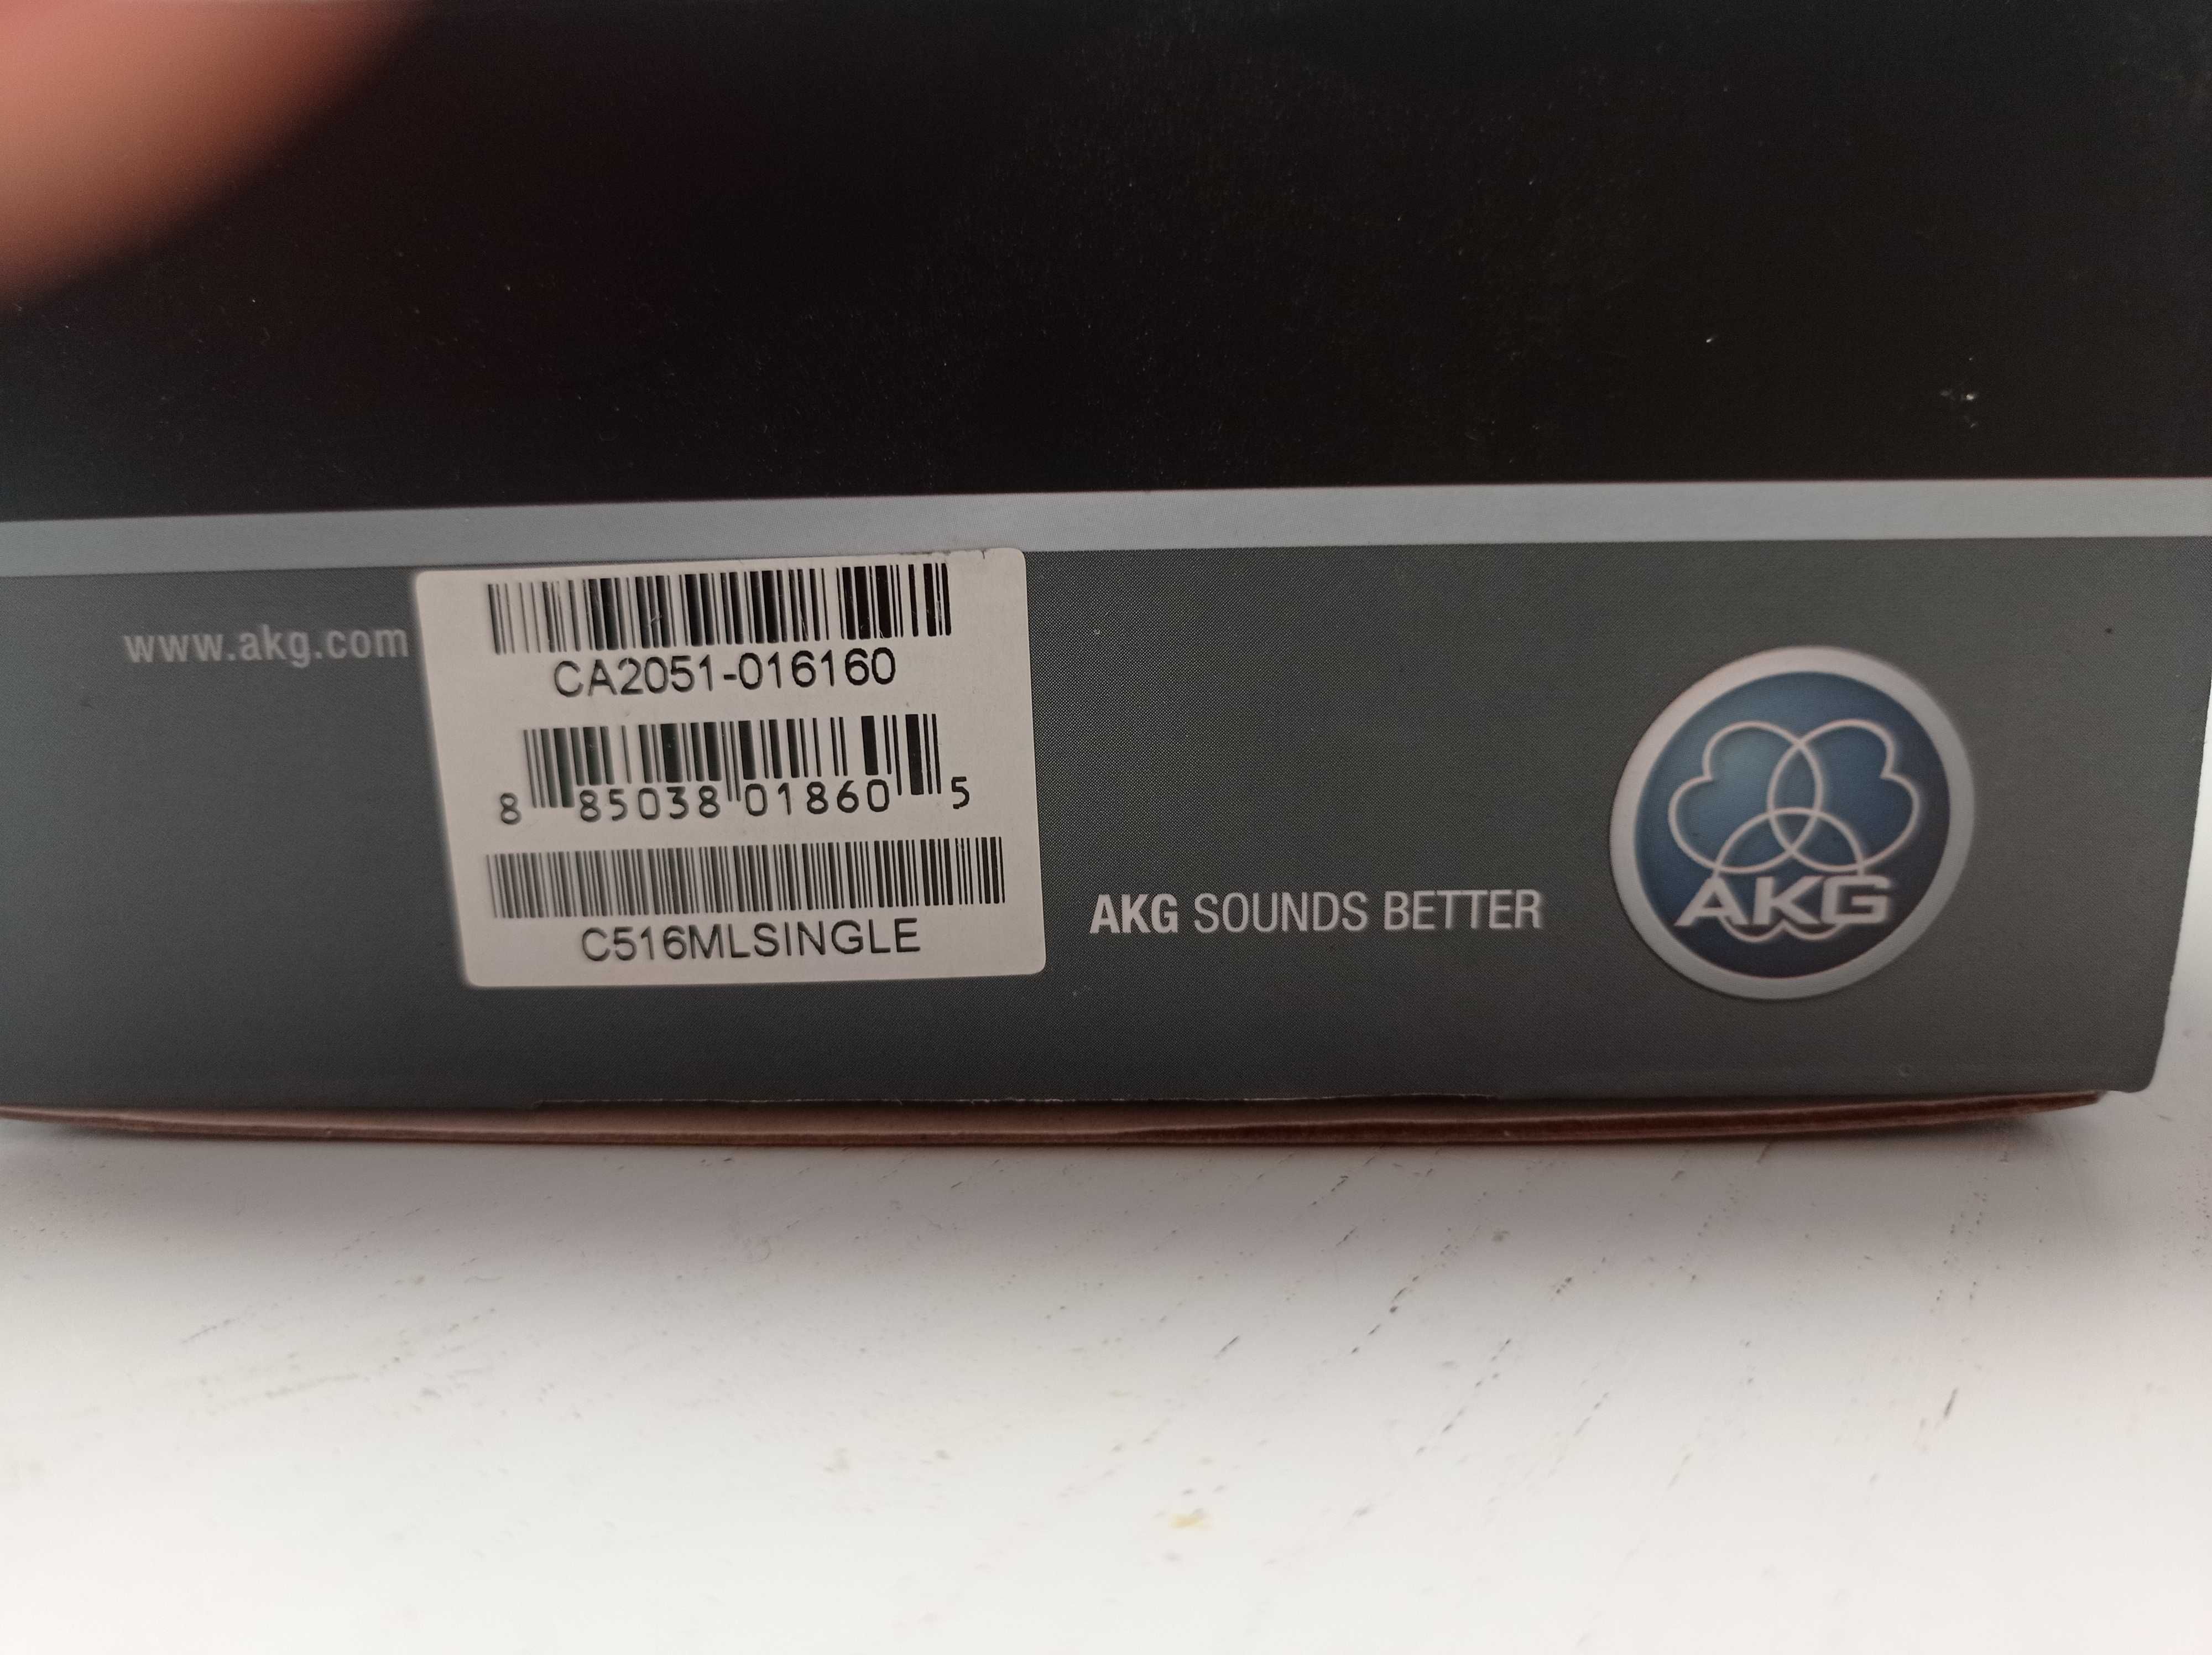 www.akg.com
CA2051-016160
8 85038 01860 5
C516MLSINGLE
AKG SOUNDS BETTER
AKG